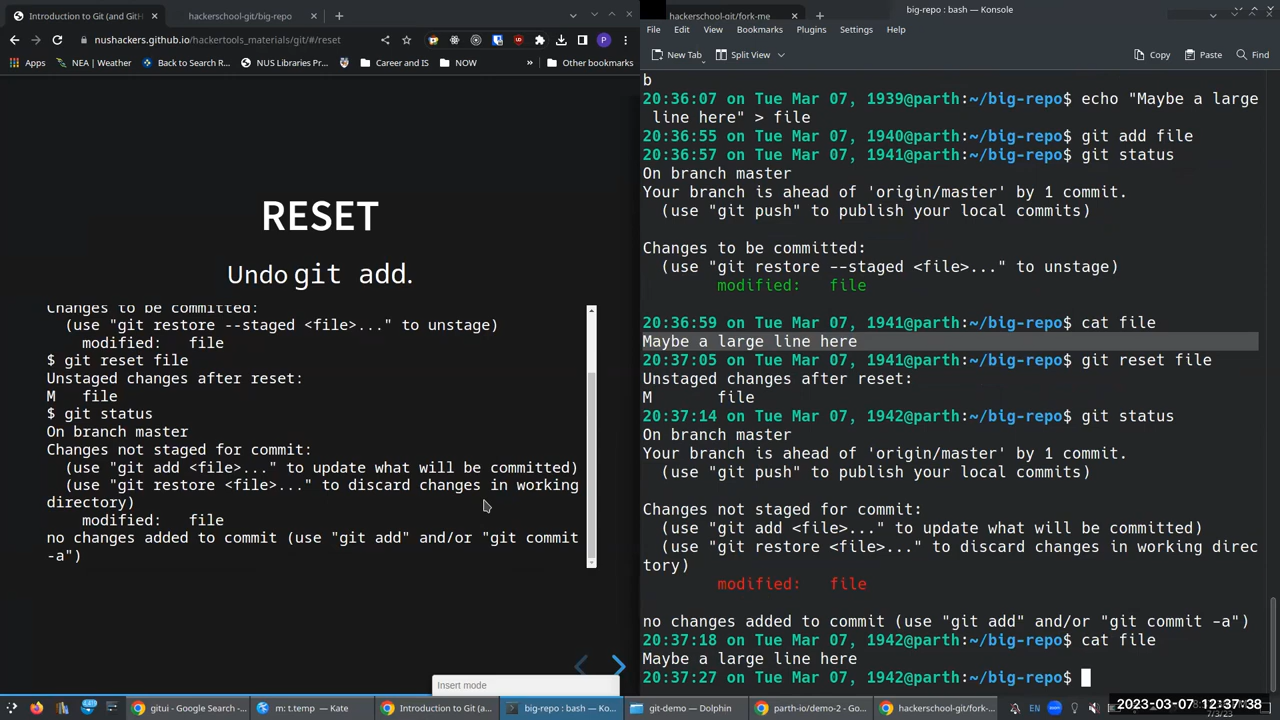 Introduction to Git (and GitH
hackerschool-git/big-repo
nushackers.github.io/hackertools_materials/git/#/reset
Apps
NEA | Weather
Back to Search R...
NUS Libraries Pr...
Career and IS
NOW
»
Other bookmarks
RESET
Undo git add.
Changes to be committed:
(use "git restore --staged <file>..." to unstage)
modified:   file
$ git reset file
Unstaged changes after reset:
M   file
$ git status
On branch master
Changes not staged for commit:
(use "git add <file>..." to update what will be committed)
(use "git restore <file>..." to discard changes in working
directory)
modified:   file
no changes added to commit (use "git add" and/or "git commit
-a")
Insert mode
hackerschool-git/fork-me
big-repo : bash — Konsole
File Edit View Bookmarks Plugins Settings Help
New Tab
Split View
Copy
Paste
Find
b
20:36:07 on Tue Mar 07, 1939@parth:~/big-repo$ echo "Maybe a large
line here" > file
20:36:55 on Tue Mar 07, 1940@parth:~/big-repo$ git add file
20:36:57 on Tue Mar 07, 1941@parth:~/big-repo$ git status
On branch master
Your branch is ahead of 'origin/master' by 1 commit.
(use "git push" to publish your local commits)
Changes to be committed:
(use "git restore --staged <file>..." to unstage)
modified:   file
20:36:59 on Tue Mar 07, 1941@parth:~/big-repo$ cat file
Maybe a large line here
20:37:05 on Tue Mar 07, 1941@parth:~/big-repo$ git reset file
Unstaged changes after reset:
M       file
20:37:14 on Tue Mar 07, 1942@parth:~/big-repo$ git status
On branch master
Your branch is ahead of 'origin/master' by 1 commit.
(use "git push" to publish your local commits)
Changes not staged for commit:
(use "git add <file>..." to update what will be committed)
(use "git restore <file>..." to discard changes in working direc
tory)
modified:   file
no changes added to commit (use "git add" and/or "git commit -a")
20:37:18 on Tue Mar 07, 1942@parth:~/big-repo$ cat file
Maybe a large line here
20:37:27 on Tue Mar 07, 1942@parth:~/big-repo$
gitui - Google Search -...
m: t.temp — Kate
Introduction to Git (a...
big-repo : bash — Ko...
git-demo — Dolphin
parth-io/demo-2 - Goo...
hackerschool-git/fork-...
EN
2023-03-07 12:37:38
7/3/23